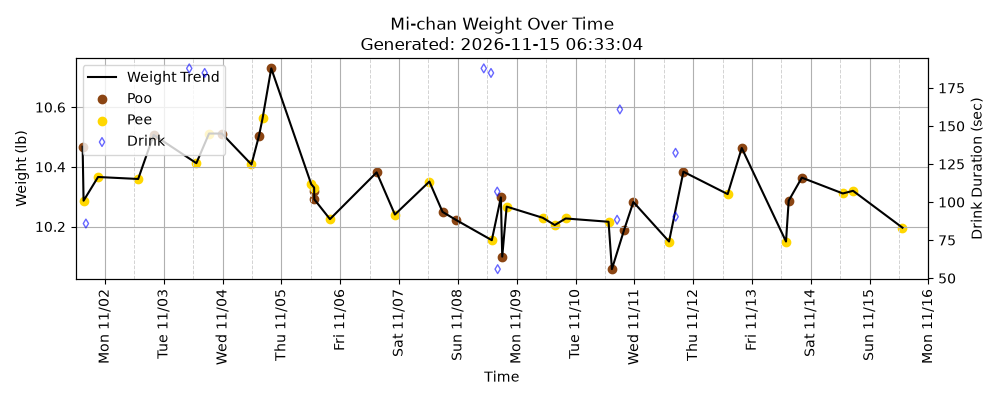 Mi-chan Weight Over Time
Generated: 2026-11-15 06:33:04
Weight Trend
Poo
Pee
Drink
Weight (lb)
10.6
10.4
10.2
Drink Duration (sec)
175
150
125
100
75
50
Mon 11/02
Tue 11/03
Wed 11/04
Thu 11/05
Fri 11/06
Sat 11/07
Sun 11/08
Mon 11/09
Tue 11/10
Wed 11/11
Thu 11/12
Fri 11/13
Sat 11/14
Sun 11/15
Mon 11/16
Time